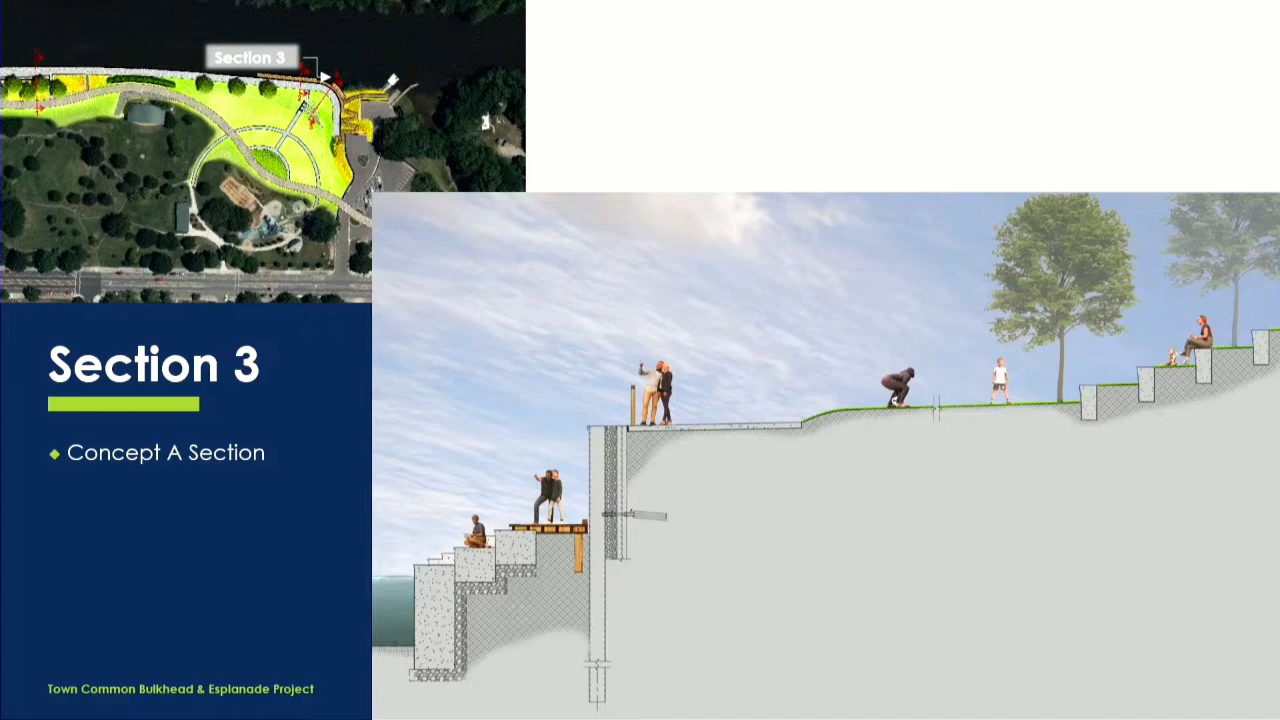 Section 3
Section 3
Concept A Section
Town Common Bulkhead & Esplanade Project